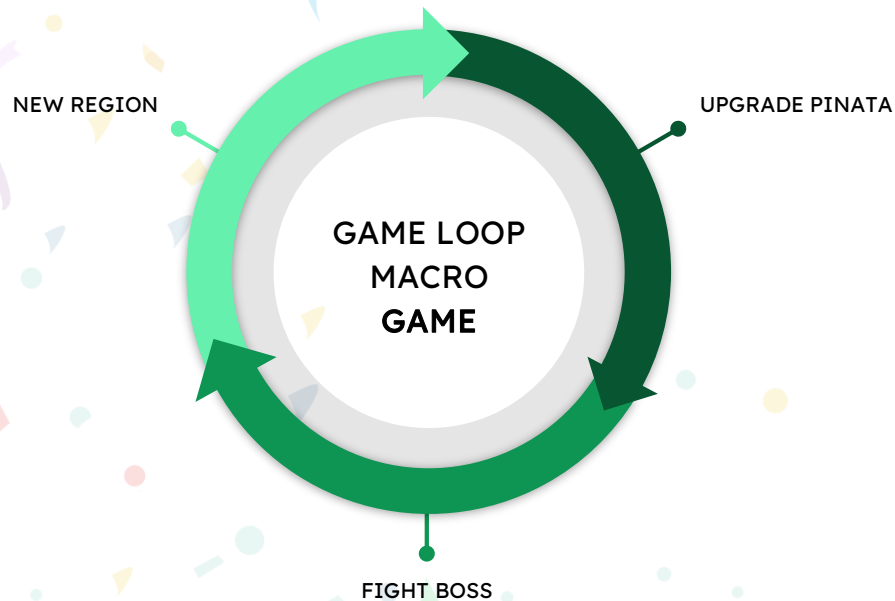 NEW REGION
UPGRADE PINATA
GAME LOOP
MACRO
GAME
FIGHT BOSS